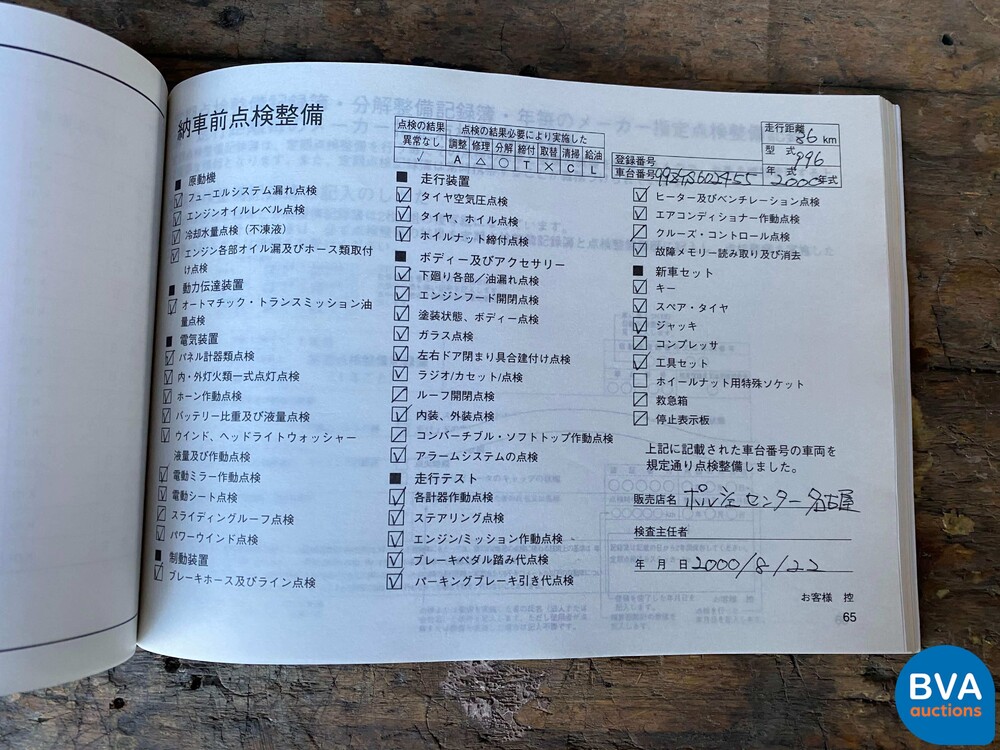 納車前点検整備
点検の結果 点検の結果必要により実施した
異常なし 調整 修理 分解 締付 取替 清掃 給油
✓ A △ ○ T × C L
走行距離 36 km
型式 996
登録番号
車台番号
年式 2000年式
■ 原動機
フューエルシステム漏れ点検
エンジンオイルレベル点検
冷却水量点検（不凍液）
エンジン各部オイル漏及びホース類取付
け点検
■ 動力伝達装置
オートマチック・トランスミッション油
量点検
■ 電気装置
パネル計器類点検
内・外灯火類一式点灯点検
ホーン作動点検
バッテリー比重及び液量点検
ウインド、ヘッドライトウォッシャー
液量及び作動点検
電動ミラー作動点検
電動シート点検
スライディングルーフ点検
パワーウインド点検
■ 制動装置
ブレーキホース及びライン点検
■ 走行装置
タイヤ空気圧点検
タイヤ、ホイル点検
ホイルナット締付点検
■ ボディー及びアクセサリー
下廻り各部／油漏れ点検
エンジンフード開閉点検
塗装状態、ボディー点検
ガラス点検
左右ドア閉まり具合建付け点検
ラジオ/カセット/点検
ルーフ開閉点検
内装、外装点検
コンバーチブル・ソフトトップ作動点検
アラームシステムの点検
■ 走行テスト
各計器作動点検
ステアリング点検
エンジン/ミッション作動点検
ブレーキペダル踏み代点検
パーキングブレーキ引き代点検
ヒーター及びベンチレーション点検
エアコンディショナー作動点検
クルーズ・コントロール点検
故障メモリー読み取り及び消去
■ 新車セット
キー
スペア・タイヤ
ジャッキ
コンプレッサ
工具セット
ホイールナット用特殊ソケット
救急箱
停止表示板
上記に記載された車台番号の車両を
規定通り点検整備しました。
販売店名 ポルシェセンター名古屋
検査主任者
年 月 日 2000/8/22
お客様 控
65
BVA
auctions